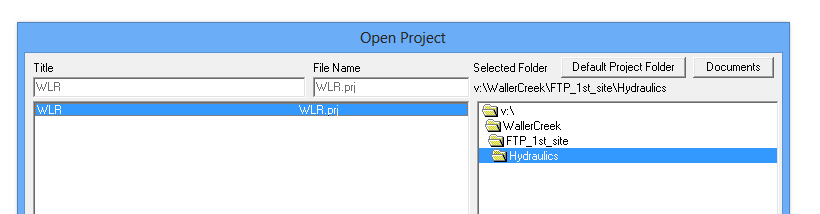 Open Project
Title File Name Selected Folder Default Project Folder Documents
WLR WLR.prj v:\WallerCreek\FTP_1st_site\Hydraulics
WLR WLR.prj v:\
WallerCreek
FTP_1st_site
Hydraulics